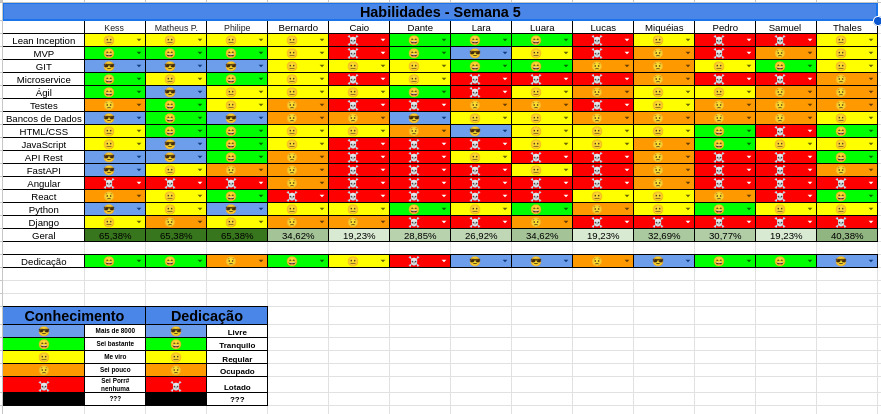 Habilidades - Semana 5
Kess Matheus P. Philipe Bernardo Caio Dante Lara Luara Lucas Miquéias Pedro Samuel Thales
Lean Inception
MVP
GIT
Microservice
Ágil
Testes
Bancos de Dados
HTML/CSS
JavaScript
API Rest
FastAPI
Angular
React
Python
Django
Geral 65,38% 65,38% 65,38% 34,62% 19,23% 28,85% 26,92% 34,62% 19,23% 32,69% 30,77% 19,23% 40,38%
Dedicação
Conhecimento Dedicação
Mais de 8000 Livre
Sei bastante Tranquilo
Me viro Regular
Sei pouco Ocupado
Sei Porr# nenhuma Lotado
??? ???